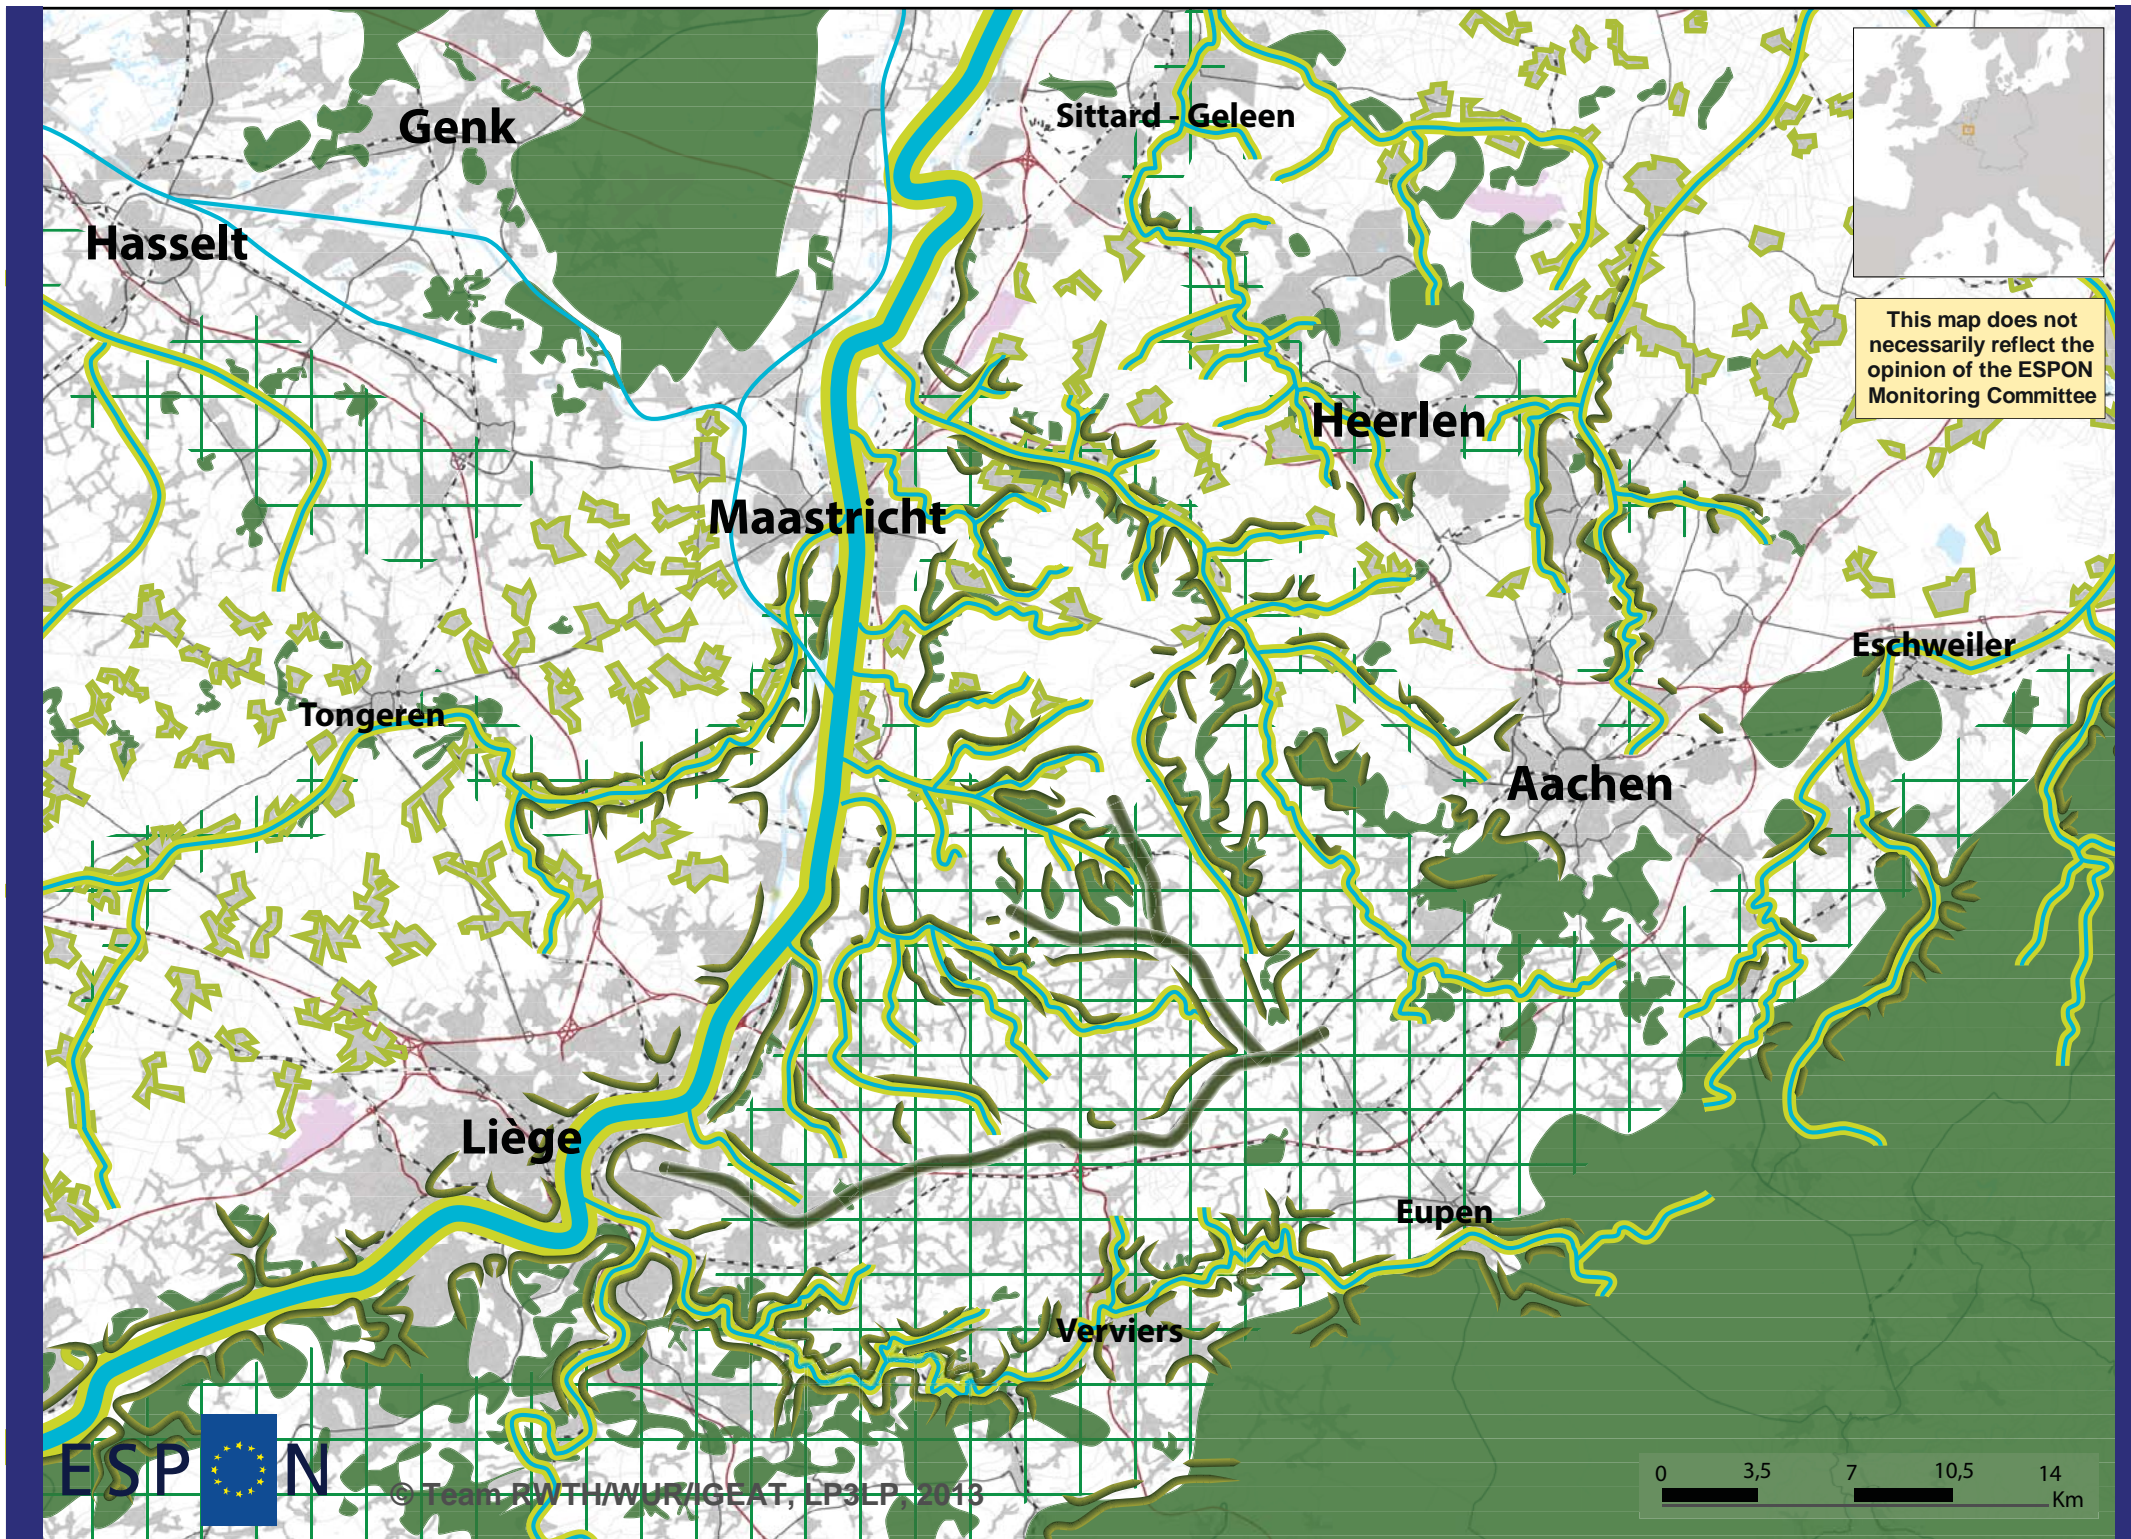 Genk
Sittard - Geleen
Hasselt
This map does not
necessarily reflect the
opinion of the ESPON
Monitoring Committee
Heerlen
Maastricht
Eschweiler
Tongeren
Aachen
Liège
Eupen
Verviers
ESPON
© Team RWTH/WUR/IGEAT, LP3LP, 2013
0 3,5 7 10,5 14
Km